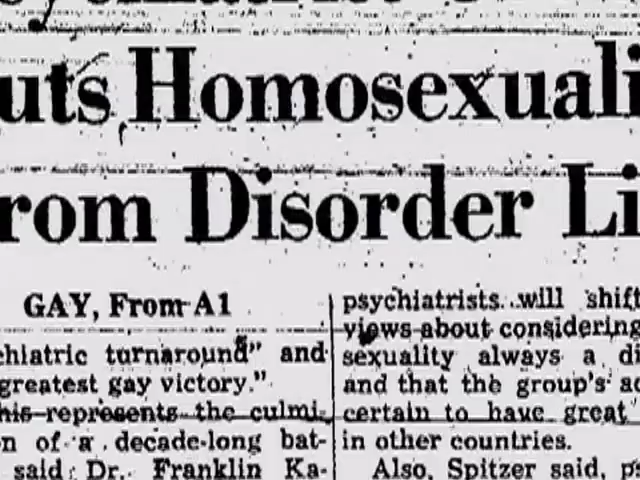 uts Homosexuali
rom Disorder Li
GAY, From A1
chiatric turnaround" and
greatest gay victory."
his represents the culmi-
n of a decade-long bat-
said Dr. Franklin Ka-
psychiatrists will shift
views about considering
sexuality always a di
and that the group's ac
certain to have great
in other countries.
Also, Spitzer said, ps